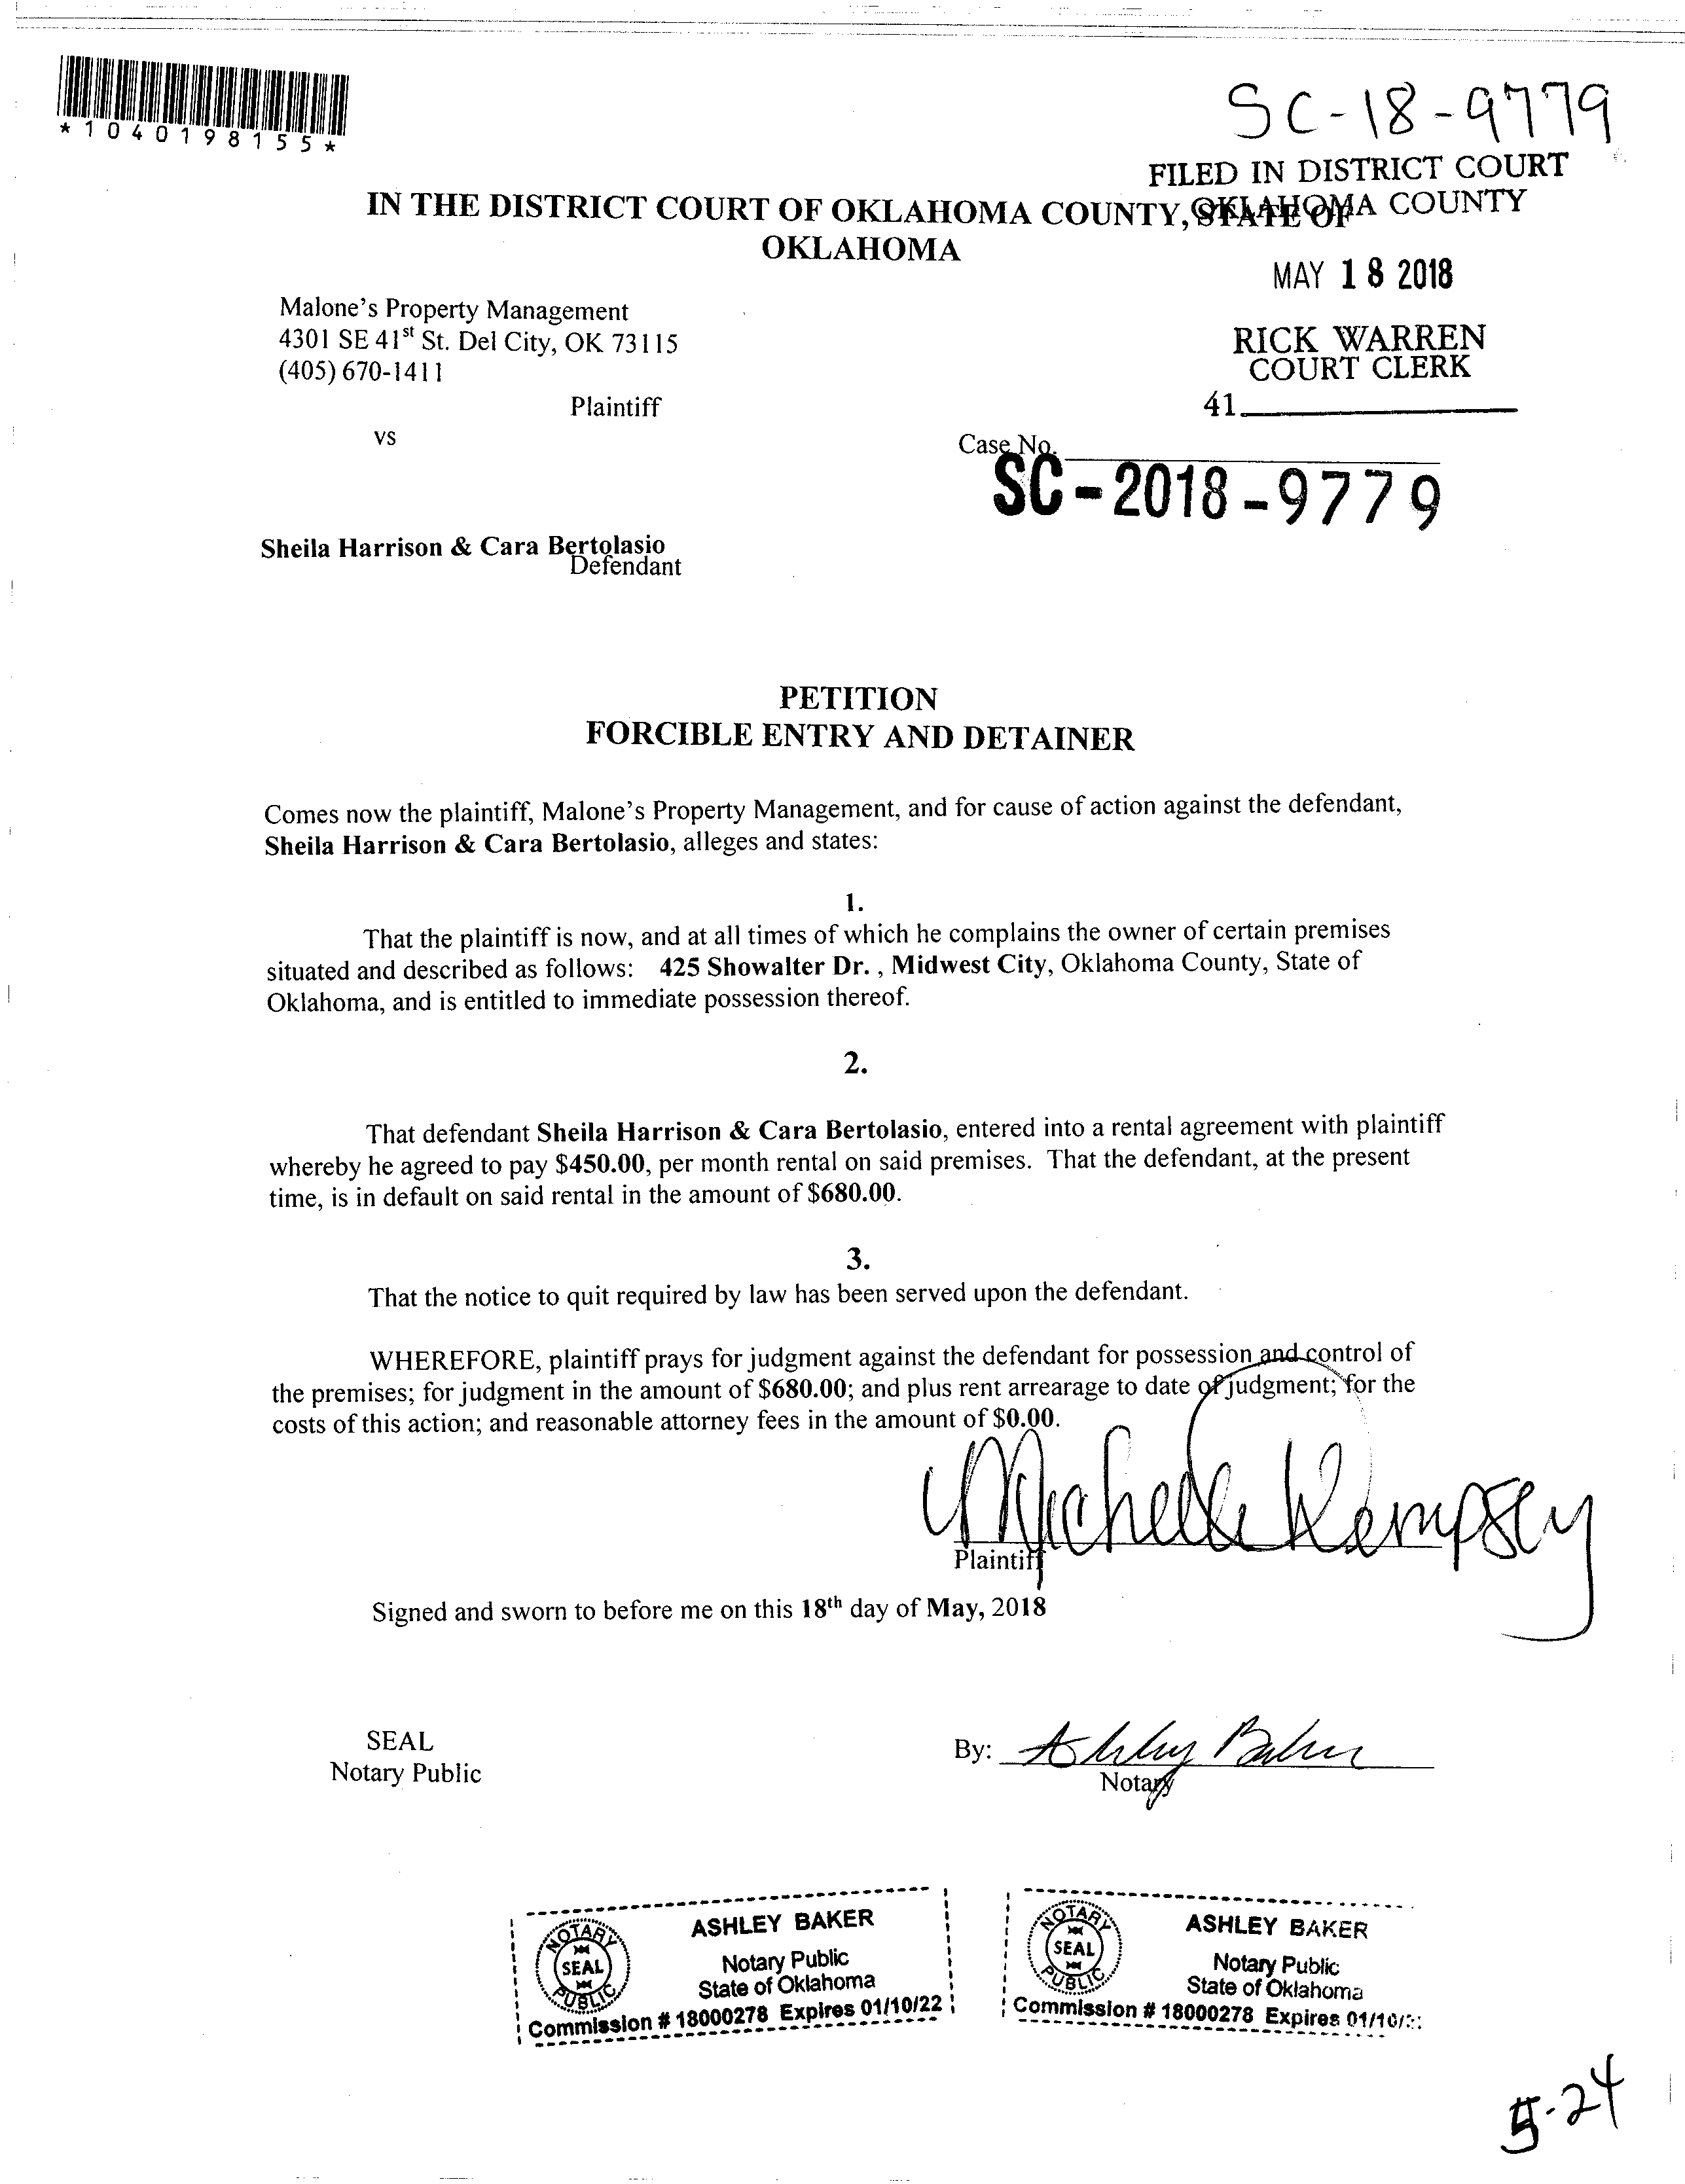 *1040198155*
SC-18-9779
FILED IN DISTRICT COURT
OKLAHOMA COUNTY
IN THE DISTRICT COURT OF OKLAHOMA COUNTY, STATE OF
OKLAHOMA
MAY 18 2018
Malone's Property Management
4301 SE 41st St. Del City, OK 73115
(405) 670-1411
RICK WARREN
COURT CLERK
41
Plaintiff
vs
Case No.
SC-2018-9779
Sheila Harrison & Cara Bertolasio
Defendant
PETITION
FORCIBLE ENTRY AND DETAINER
Comes now the plaintiff, Malone's Property Management, and for cause of action against the defendant,
Sheila Harrison & Cara Bertolasio, alleges and states:
1.
That the plaintiff is now, and at all times of which he complains the owner of certain premises
situated and described as follows: 425 Showalter Dr. , Midwest City, Oklahoma County, State of
Oklahoma, and is entitled to immediate possession thereof.
2.
That defendant Sheila Harrison & Cara Bertolasio, entered into a rental agreement with plaintiff
whereby he agreed to pay $450.00, per month rental on said premises. That the defendant, at the present
time, is in default on said rental in the amount of $680.00.
3.
That the notice to quit required by law has been served upon the defendant.
WHEREFORE, plaintiff prays for judgment against the defendant for possession and control of
the premises; for judgment in the amount of $680.00; and plus rent arrearage to date of judgment; for the
costs of this action; and reasonable attorney fees in the amount of $0.00.
Michelle Kempsey
Plaintiff
Signed and sworn to before me on this 18th day of May, 2018
SEAL
Notary Public
By: Ashley Baker
Notary
NOTARY
SEAL
PUBLIC
ASHLEY BAKER
Notary Public
State of Oklahoma
Commission # 18000278 Expires 01/10/22
NOTARY
SEAL
PUBLIC
ASHLEY BAKER
Notary Public
State of Oklahoma
Commission # 18000278 Expires
5-24